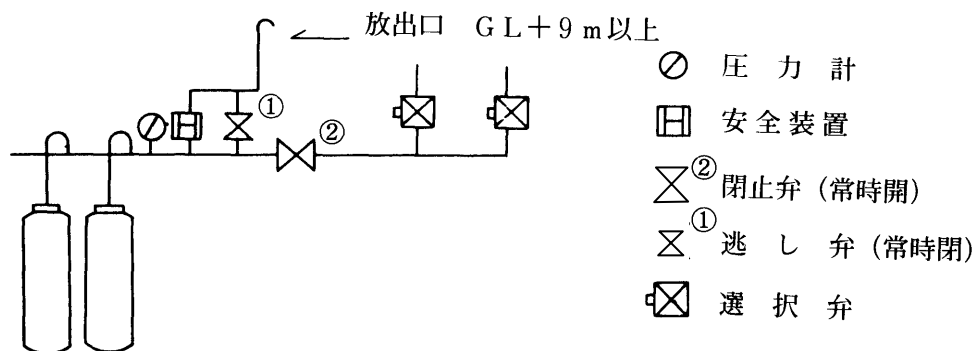 放出口 GL+9m以上
①
②
圧力計
安全装置
② 閉止弁(常時開)
① 逃し弁(常時閉)
選択弁